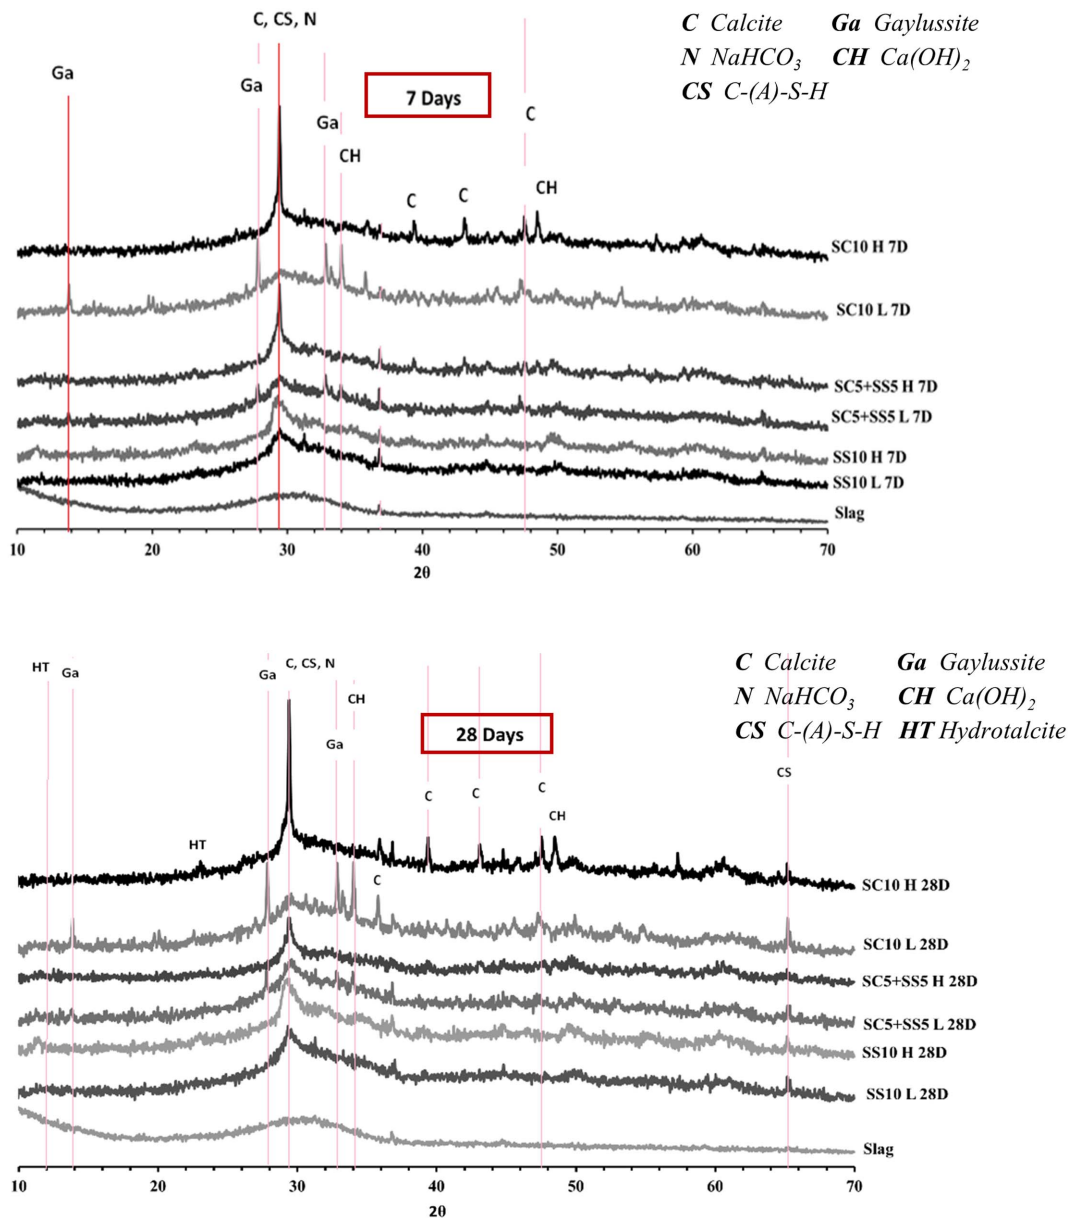 C, CS, N
C Calcite Ga Gaylussite
N NaHCO3 CH Ca(OH)2
CS C-(A)-S-H
Ga
Ga
7 Days
Ga
C
CH
C
C
CH
SC10 H 7D
SC10 L 7D
SC5+SS5 H 7D
SC5+SS5 L 7D
SS10 H 7D
SS10 L 7D
Slag
10 20 30 40 50 60 70
2θ
HT
Ga
Ga
C, CS, N
CH
C Calcite Ga Gaylussite
N NaHCO3 CH Ca(OH)2
CS C-(A)-S-H HT Hydrotalcite
28 Days
Ga
CS
C
C
C
CH
HT
C
SC10 H 28D
SC10 L 28D
SC5+SS5 H 28D
SC5+SS5 L 28D
SS10 H 28D
SS10 L 28D
Slag
10 20 30 40 50 60 70
2θ